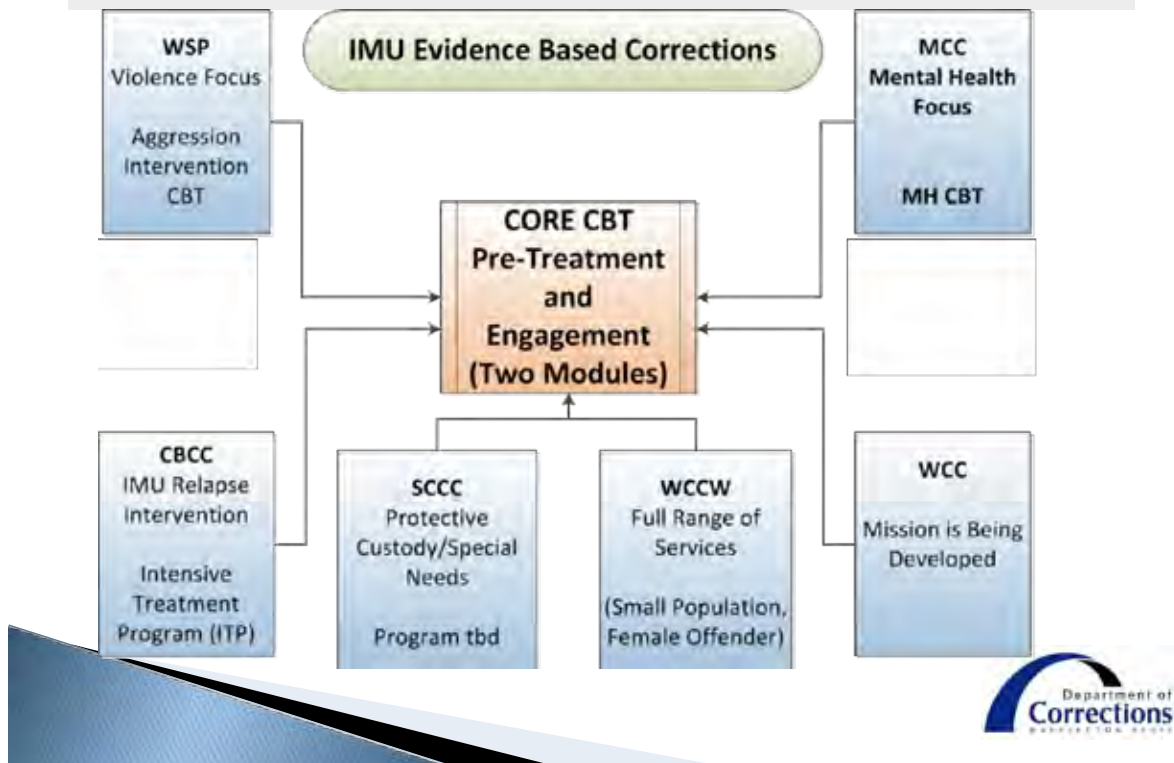 IMU Evidence Based Corrections
WSP
Violence Focus
Aggression
Intervention
CBT
MCC
Mental Health
Focus
MH CBT
CORE CBT
Pre-Treatment
and
Engagement
(Two Modules)
CBCC
IMU Relapse
Intervention
Intensive
Treatment
Program (ITP)
SCCC
Protective
Custody/Special
Needs
Program tbd
WCCW
Full Range of
Services
(Small Population,
Female Offender)
WCC
Mission is Being
Developed
Department of
Corrections
WASHINGTON STATE